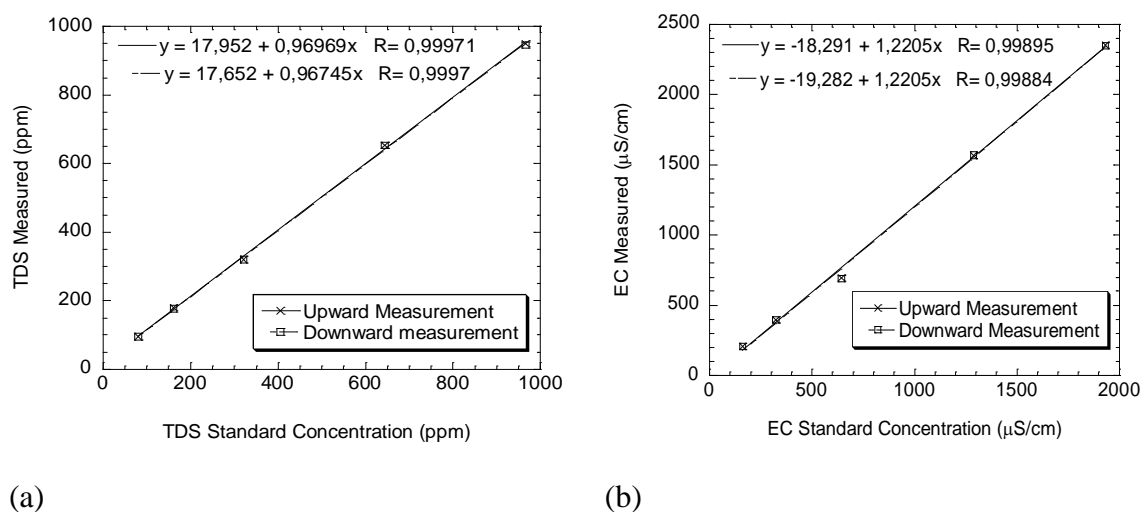 y = 17,952 + 0,96969x R= 0,99971
y = 17,652 + 0,96745x R= 0,9997
1000
800
600
400
200
0
TDS Measured (ppm)
Upward Measurement
Downward measurement
0 200 400 600 800 1000
TDS Standard Concentration (ppm)
(a)
y = -18,291 + 1,2205x R= 0,99895
y = -19,282 + 1,2205x R= 0,99884
2500
2000
1500
1000
500
0
EC Measured (μS/cm)
Upward Measurement
Downward Measurement
0 500 1000 1500 2000
EC Standard Concentration (μS/cm)
(b)